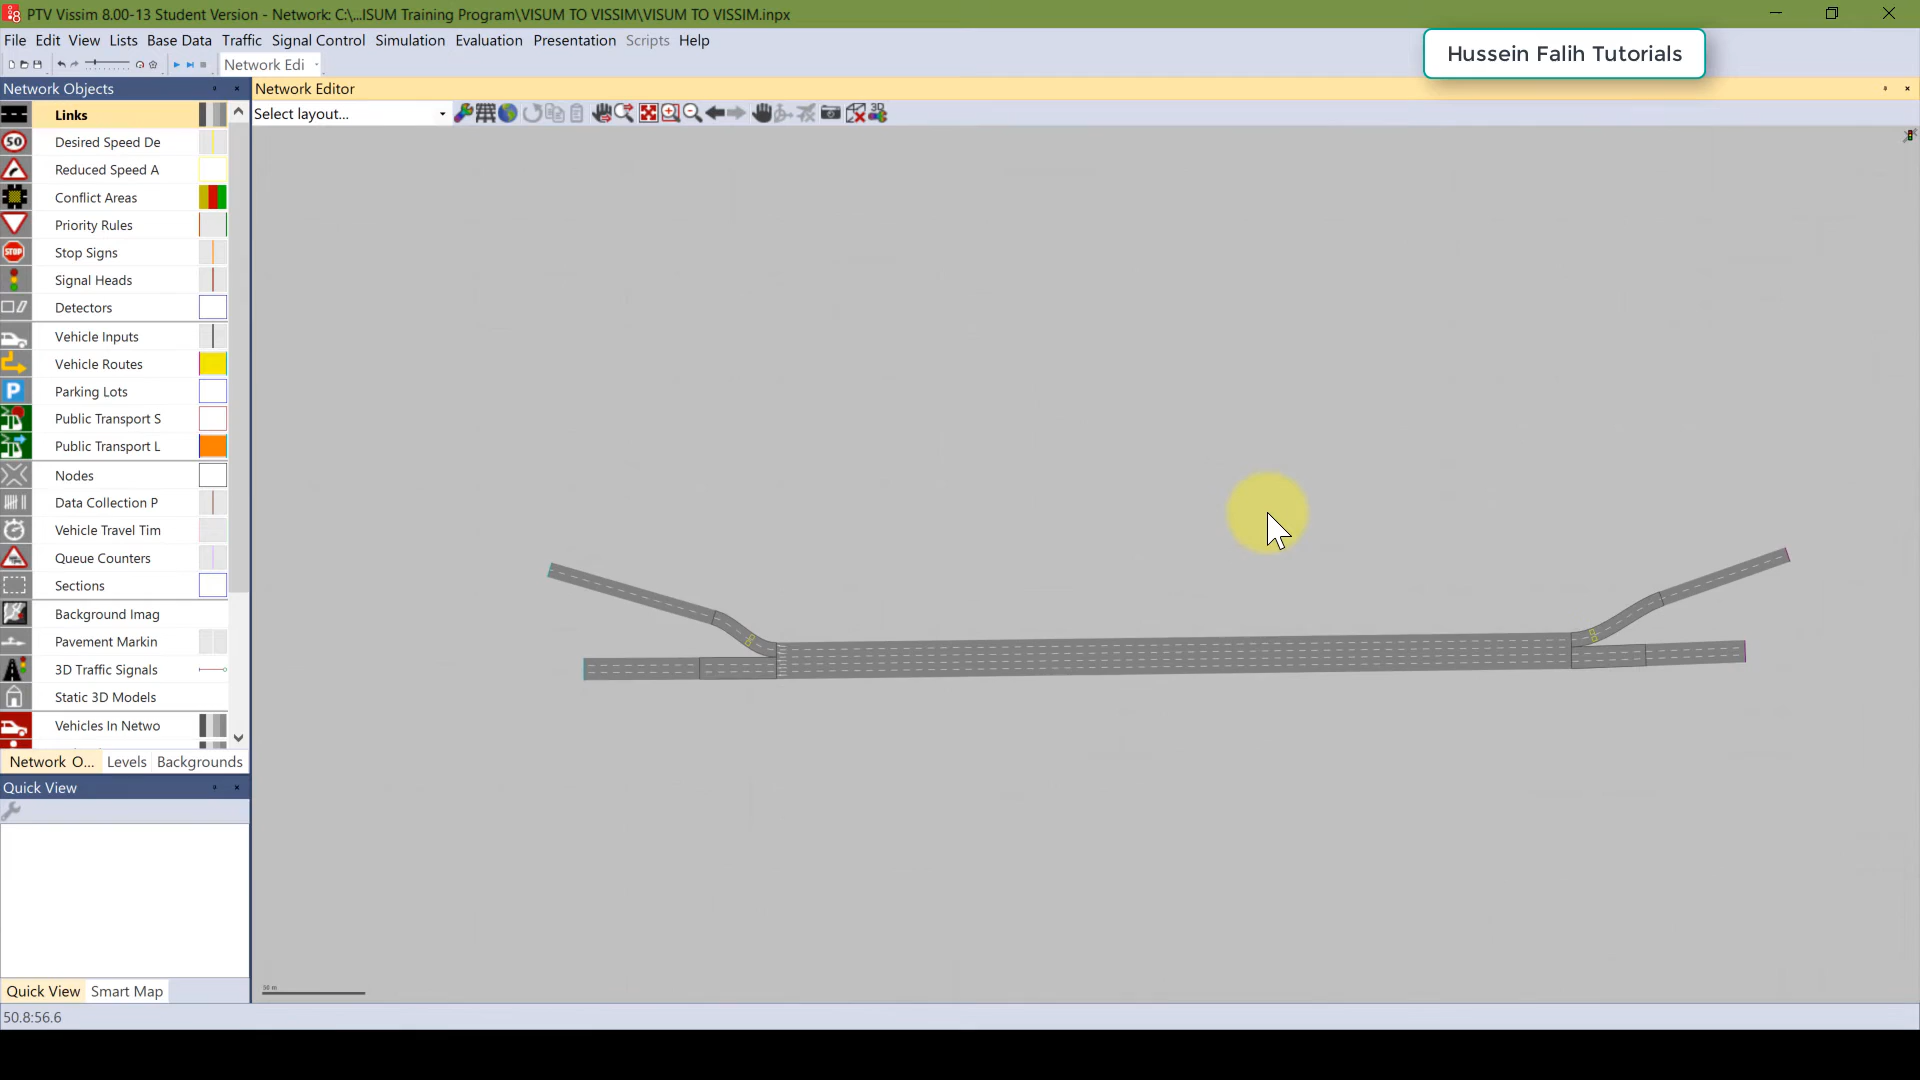 PTV Vissim 8.00-13 Student Version - Network: C:\...ISUM Training Program\VISUM TO VISSIM\VISUM TO VISSIM.inpx
File Edit View Lists Base Data Traffic Signal Control Simulation Evaluation Presentation Scripts Help
Hussein Falih Tutorials
Network Edi
Network Objects
Network Editor
Select layout...
3D
Links
50 Desired Speed De
Reduced Speed A
Conflict Areas
Priority Rules
STOP Stop Signs
Signal Heads
Detectors
Vehicle Inputs
Vehicle Routes
P Parking Lots
Public Transport S
Public Transport L
Nodes
Data Collection P
Vehicle Travel Tim
Queue Counters
Sections
Background Imag
Pavement Markin
3D Traffic Signals
Static 3D Models
Vehicles In Netwo
Network O... Levels Backgrounds
Quick View
Quick View Smart Map
50 m
50.8:56.6